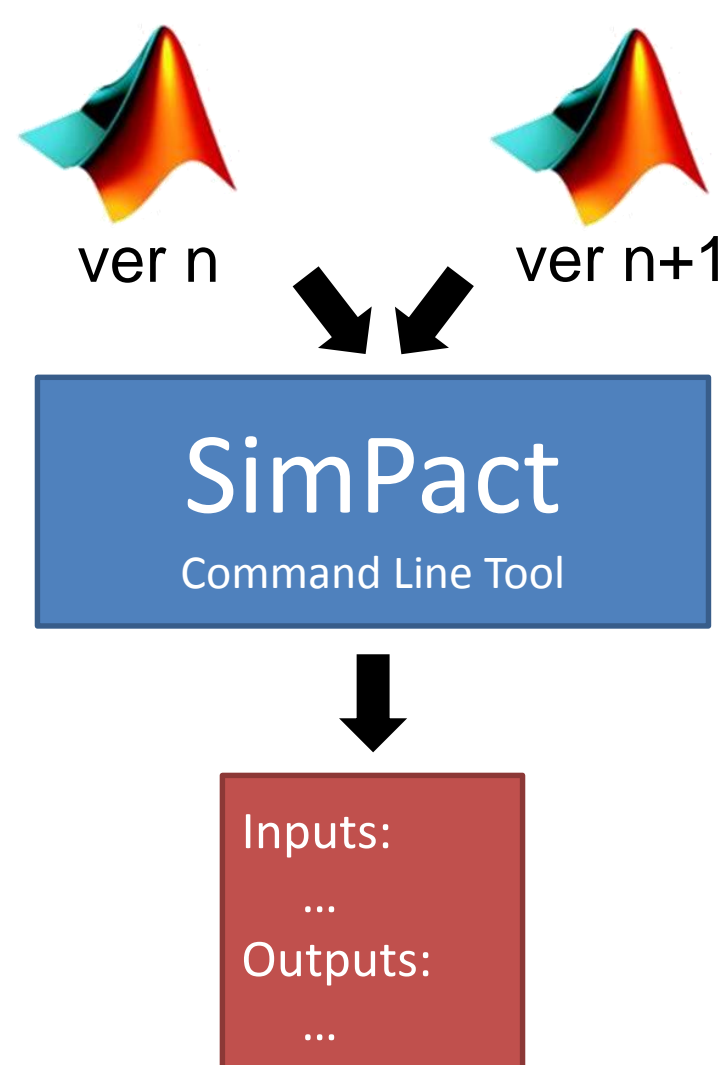 ver n
ver n+1
SimPact
Command Line Tool
Inputs:
...
Outputs:
...